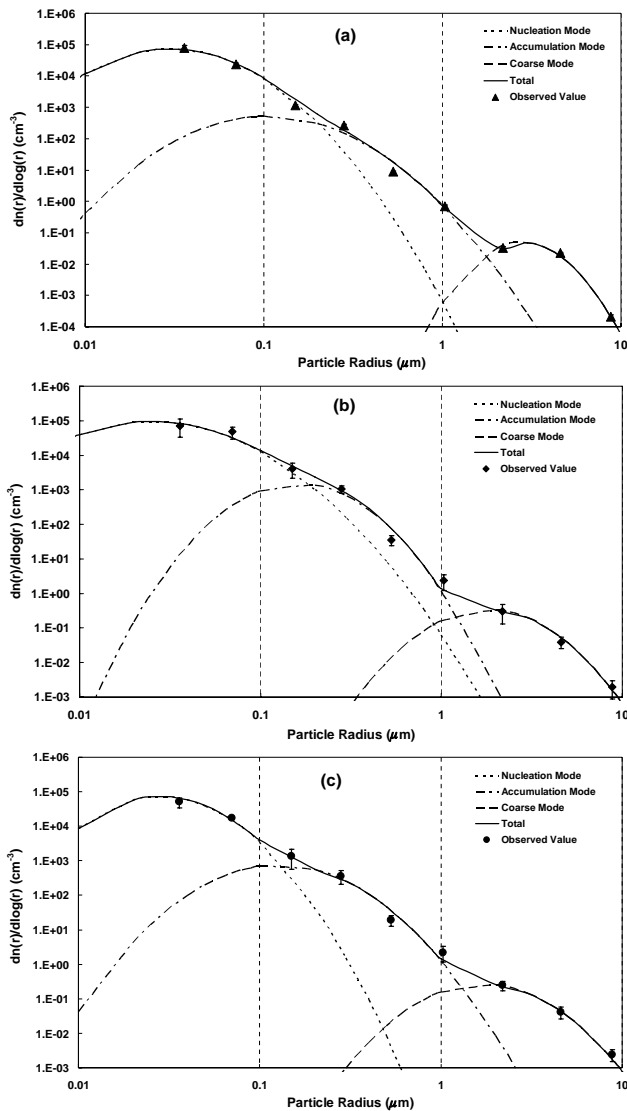 (a)
Nucleation Mode
Accumulation Mode
Coarse Mode
Total
Observed Value
dn(r)/dlog(r) (cm-3)
1.E+06
1.E+05
1.E+04
1.E+03
1.E+02
1.E+01
1.E+00
1.E-01
1.E-02
1.E-03
1.E-04
0.01
0.1
1
10
Particle Radius (μm)
(b)
Nucleation Mode
Accumulation Mode
Coarse Mode
Total
Observed Value
dn(r)/dlog(r) (cm-3)
1.E+06
1.E+05
1.E+04
1.E+03
1.E+02
1.E+01
1.E+00
1.E-01
1.E-02
1.E-03
0.01
0.1
1
10
Particle Radius (μm)
(c)
Nucleation Mode
Accumulation Mode
Coarse Mode
Total
Observed Value
dn(r)/dlog(r) (cm-3)
1.E+06
1.E+05
1.E+04
1.E+03
1.E+02
1.E+01
1.E+00
1.E-01
1.E-02
1.E-03
0.01
0.1
1
10
Particle Radius (μm)